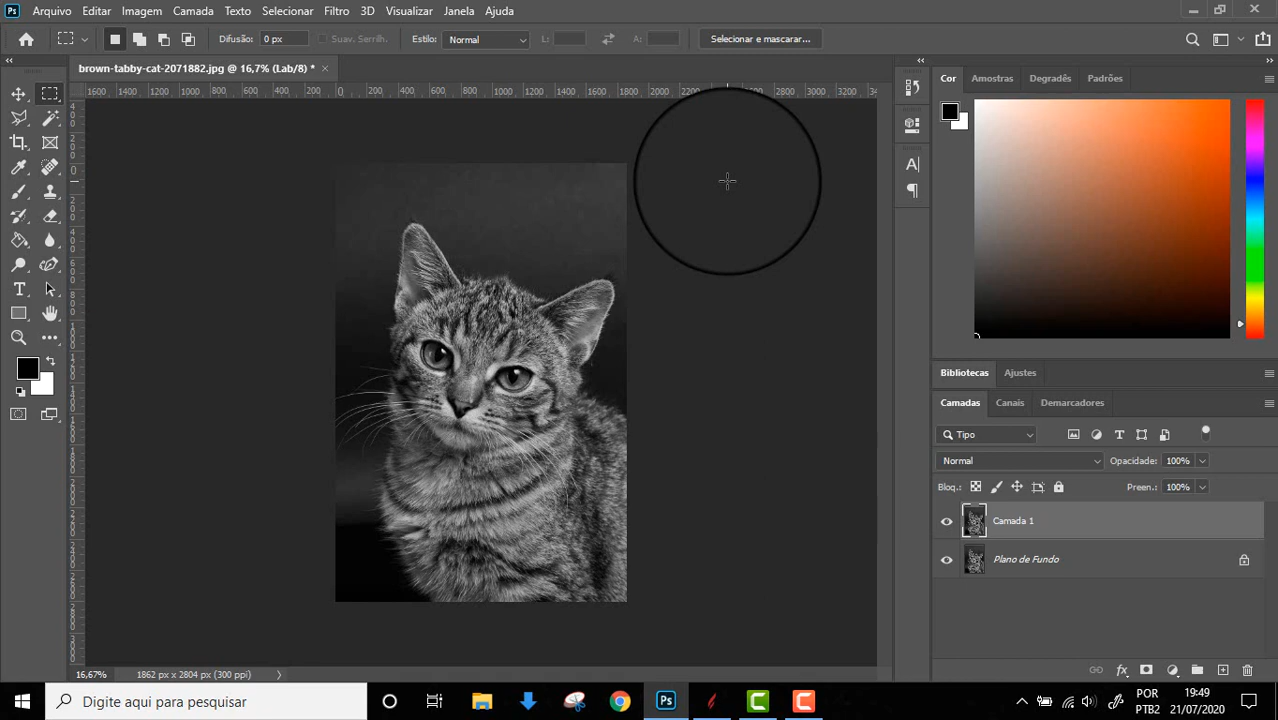 Ps Arquivo Editar Imagem Camada Texto Selecionar Filtro 3D Visualizar Janela Ajuda
Difusão: 0 px Suav. Serrilh. Estilo: Normal L: A: Selecionar e mascarar...
brown-tabby-cat-2071882.jpg @ 16,7% (Lab/8) * ×
1600 1400 1200 1000 800 600 400 200 0 200 400 600 800 1000 1200 1400 1600 1800 2000 2200 2400 2600 2800 3000 3200
Cor Amostras Degradês Padrões
Bibliotecas Ajustes
Camadas Canais Demarcadores
Tipo
Normal Opacidade: 100%
Bloq.: Preen.: 100%
Camada 1
Plano de Fundo
16,67% 1862 px x 2804 px (300 ppi)
Digite aqui para pesquisar
Ps
POR
PTB2
19:49
21/07/2020